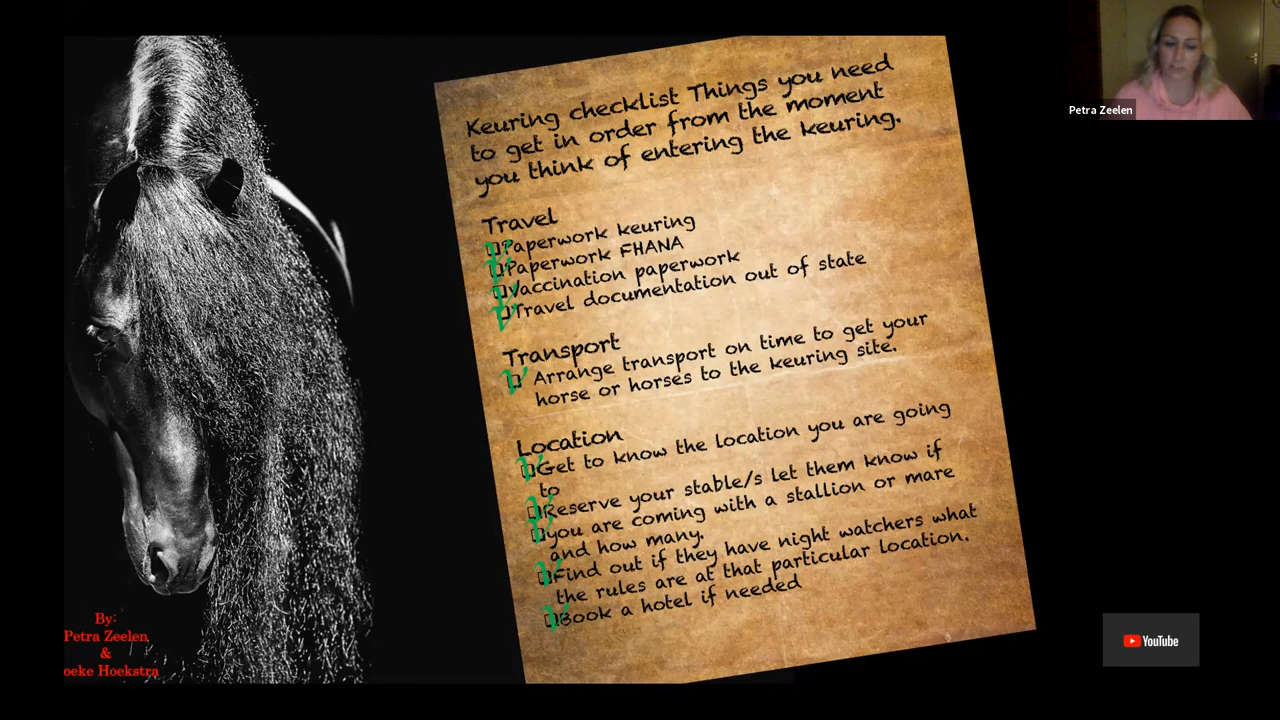 Petra Zeelen
Keuring checklist Things you need
to get in order from the moment
you think of entering the keuring.
Travel
Paperwork keuring
Paperwork FHANA
Vaccination paperwork
Travel documentation out of state
Transport
Arrange transport on time to get your
horse or horses to the keuring site.
Location
Get to know the location you are going
to
Reserve your stable/s let them know if
you are coming with a stallion or mare
and how many.
Find out if they have night watchers what
the rules are at that particular location.
Book a hotel if needed
By:
Petra Zeelen
&
oeke Hoekstra
YouTube